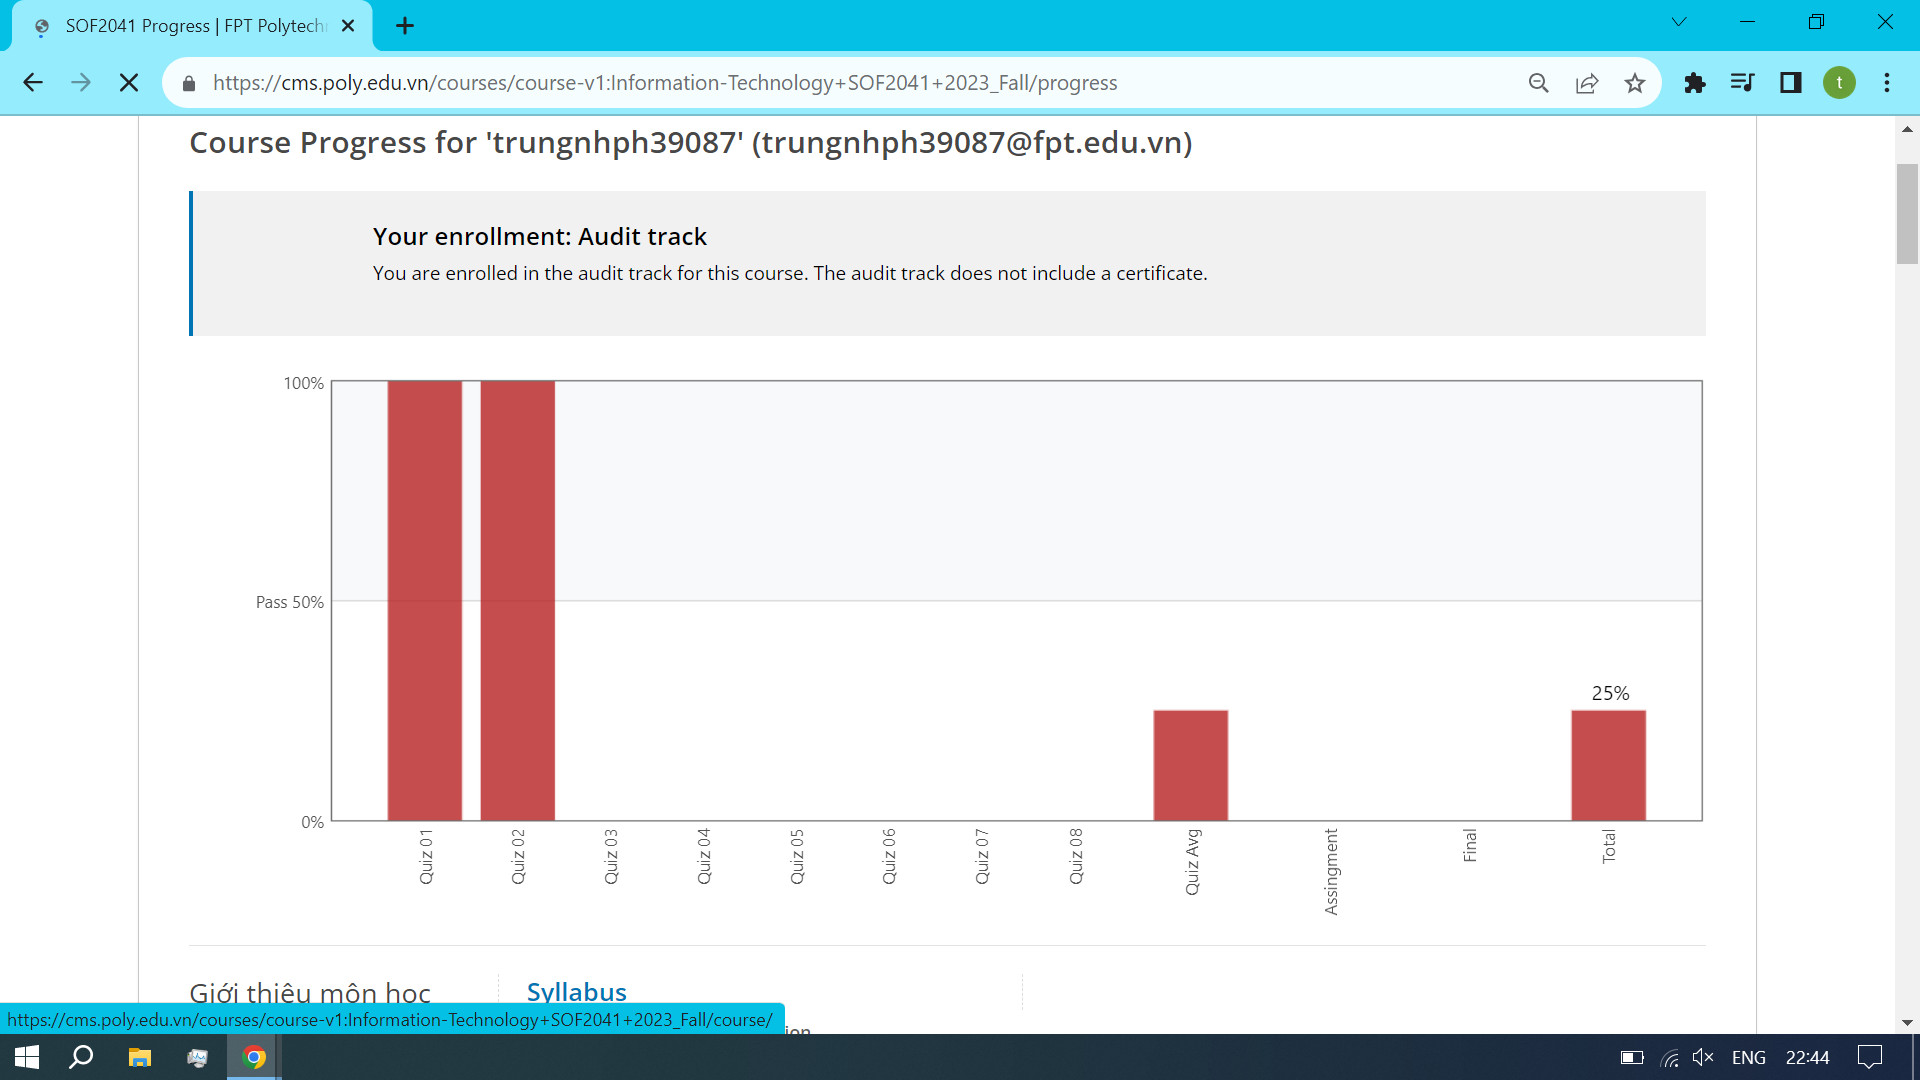 SOF2041 Progress | FPT Polytech
https://cms.poly.edu.vn/courses/course-v1:Information-Technology+SOF2041+2023_Fall/progress
t
Course Progress for 'trungnhph39087' (trungnhph39087@fpt.edu.vn)
Your enrollment: Audit track
You are enrolled in the audit track for this course. The audit track does not include a certificate.
100%
Pass 50%
0%
25%
Quiz 01
Quiz 02
Quiz 03
Quiz 04
Quiz 05
Quiz 06
Quiz 07
Quiz 08
Quiz Avg
Assingment
Final
Total
Giới thiệu môn học
Syllabus
https://cms.poly.edu.vn/courses/course-v1:Information-Technology+SOF2041+2023_Fall/course/
ENG
22:44